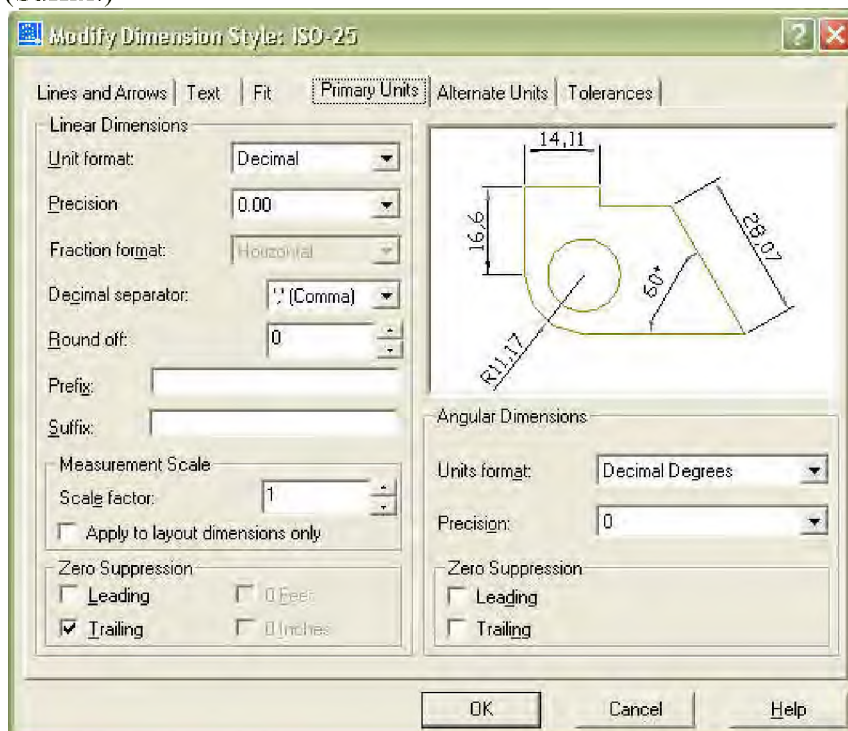 Modify Dimension Style: ISO-25
Lines and Arrows Text Fit Primary Units Alternate Units Tolerances
Linear Dimensions
Unit format: Decimal
Precision 0.00
Fraction format: Horizontal
Decimal separator: ',' (Comma)
Round off: 0
Prefix:
Suffix:
Measurement Scale
Scale factor: 1
Apply to layout dimensions only
Zero Suppression
Leading 0 Feet
Trailing 0 Inches
14,11
16,6
28,07
60°
R11,17
Angular Dimensions
Units format: Decimal Degrees
Precision: 0
Zero Suppression
Leading
Trailing
OK Cancel Help